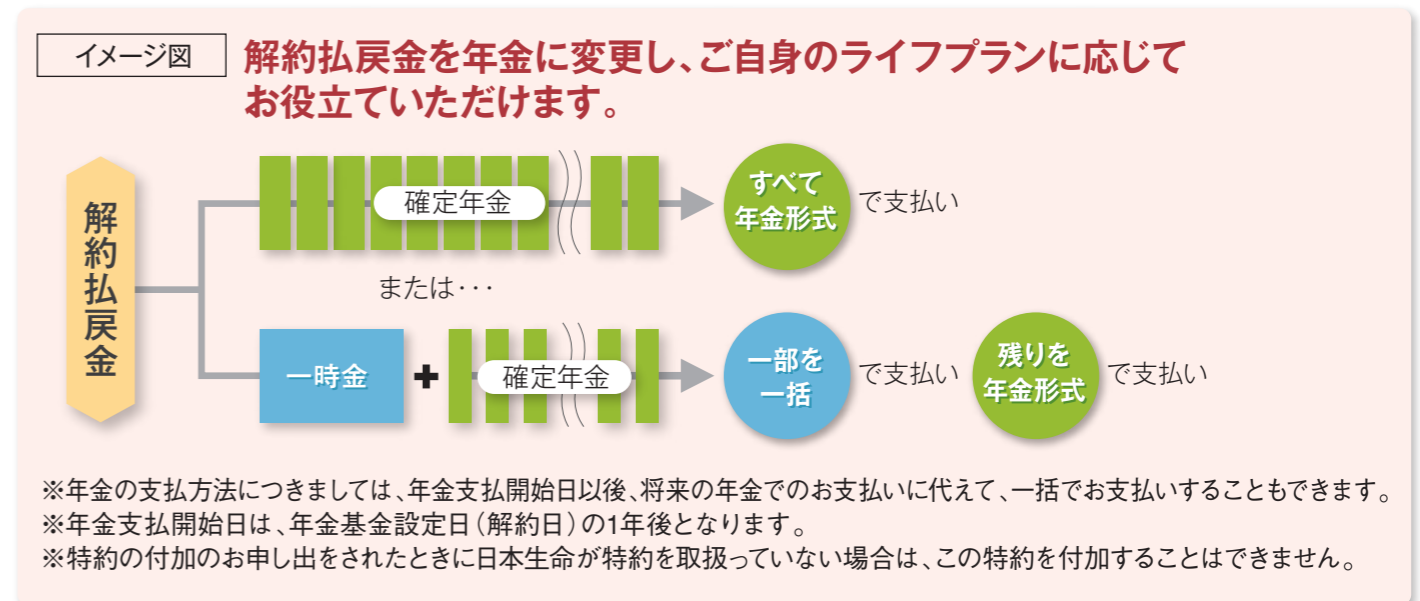 イメージ図
解約払戻金を年金に変更し、ご自身のライフプランに応じて
お役立ていただけます。
解約払戻金
確定年金
すべて
年金形式
で支払い
または・・・
一時金
+
確定年金
一部を
一括
で支払い
残りを
年金形式
で支払い
※年金の支払方法につきましては、年金支払開始日以後、将来の年金でのお支払いに代えて、一括でお支払いすることもできます。
※年金支払開始日は、年金基金設定日（解約日）の1年後となります。
※特約の付加のお申し出をされたときに日本生命が特約を取扱っていない場合は、この特約を付加することはできません。